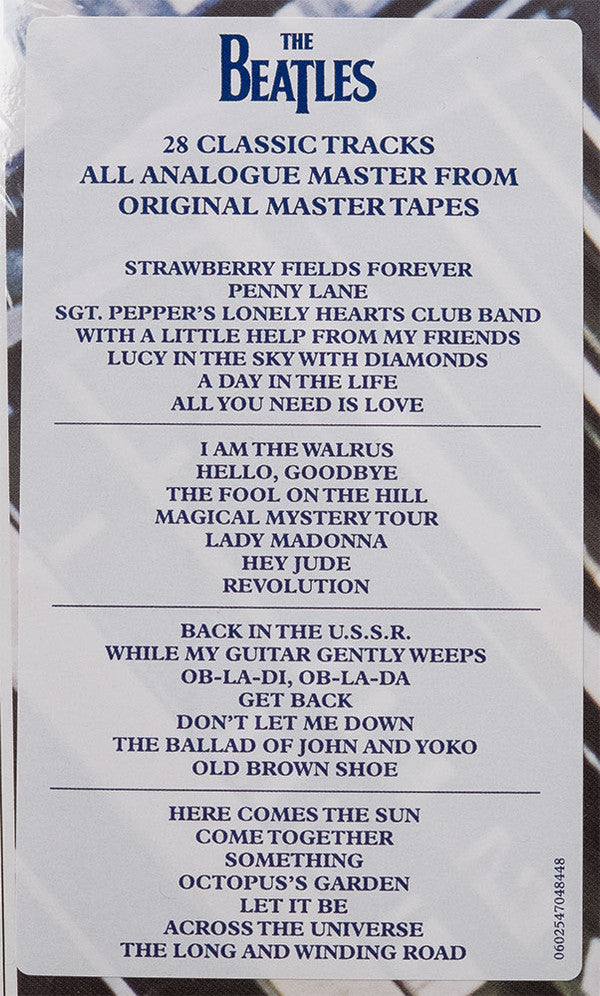 THE
BEATLES
28 CLASSIC TRACKS
ALL ANALOGUE MASTER FROM
ORIGINAL MASTER TAPES
STRAWBERRY FIELDS FOREVER
PENNY LANE
SGT. PEPPER'S LONELY HEARTS CLUB BAND
WITH A LITTLE HELP FROM MY FRIENDS
LUCY IN THE SKY WITH DIAMONDS
A DAY IN THE LIFE
ALL YOU NEED IS LOVE
I AM THE WALRUS
HELLO, GOODBYE
THE FOOL ON THE HILL
MAGICAL MYSTERY TOUR
LADY MADONNA
HEY JUDE
REVOLUTION
BACK IN THE U.S.S.R.
WHILE MY GUITAR GENTLY WEEPS
OB-LA-DI, OB-LA-DA
GET BACK
DON'T LET ME DOWN
THE BALLAD OF JOHN AND YOKO
OLD BROWN SHOE
HERE COMES THE SUN
COME TOGETHER
SOMETHING
OCTOPUS'S GARDEN
LET IT BE
ACROSS THE UNIVERSE
THE LONG AND WINDING ROAD
0602547048448